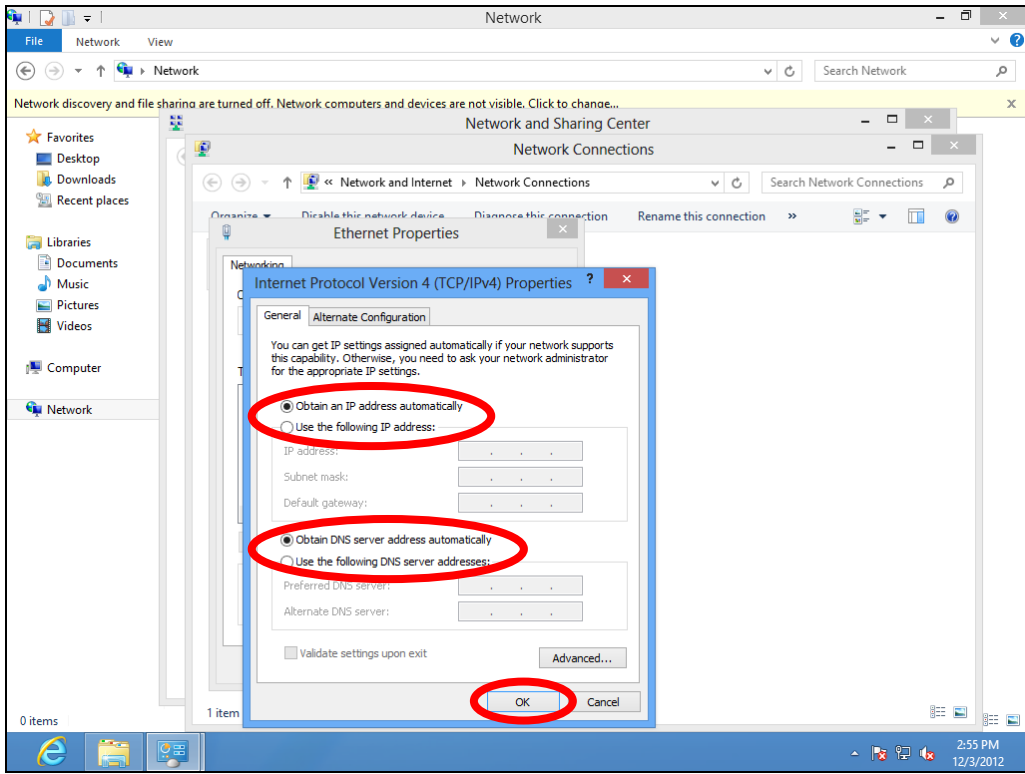 Network
File Network View
Network
Search Network
Network discovery and file sharing are turned off. Network computers and devices are not visible. Click to change...
x
Favorites
Desktop
Downloads
Recent places
Libraries
Documents
Music
Pictures
Videos
Computer
Network
Network and Sharing Center
Network Connections
« Network and Internet Network Connections
Search Network Connections
Organize Disable this network device Diagnose this connection Rename this connection »
Ethernet Properties
Networking
Internet Protocol Version 4 (TCP/IPv4) Properties ?
General Alternate Configuration
You can get IP settings assigned automatically if your network supports
this capability. Otherwise, you need to ask your network administrator
for the appropriate IP settings.
Obtain an IP address automatically
Use the following IP address:
IP address:
Subnet mask:
Default gateway:
Obtain DNS server address automatically
Use the following DNS server addresses:
Preferred DNS server:
Alternate DNS server:
Validate settings upon exit
Advanced...
OK Cancel
1 item
0 items
2:55 PM
12/3/2012